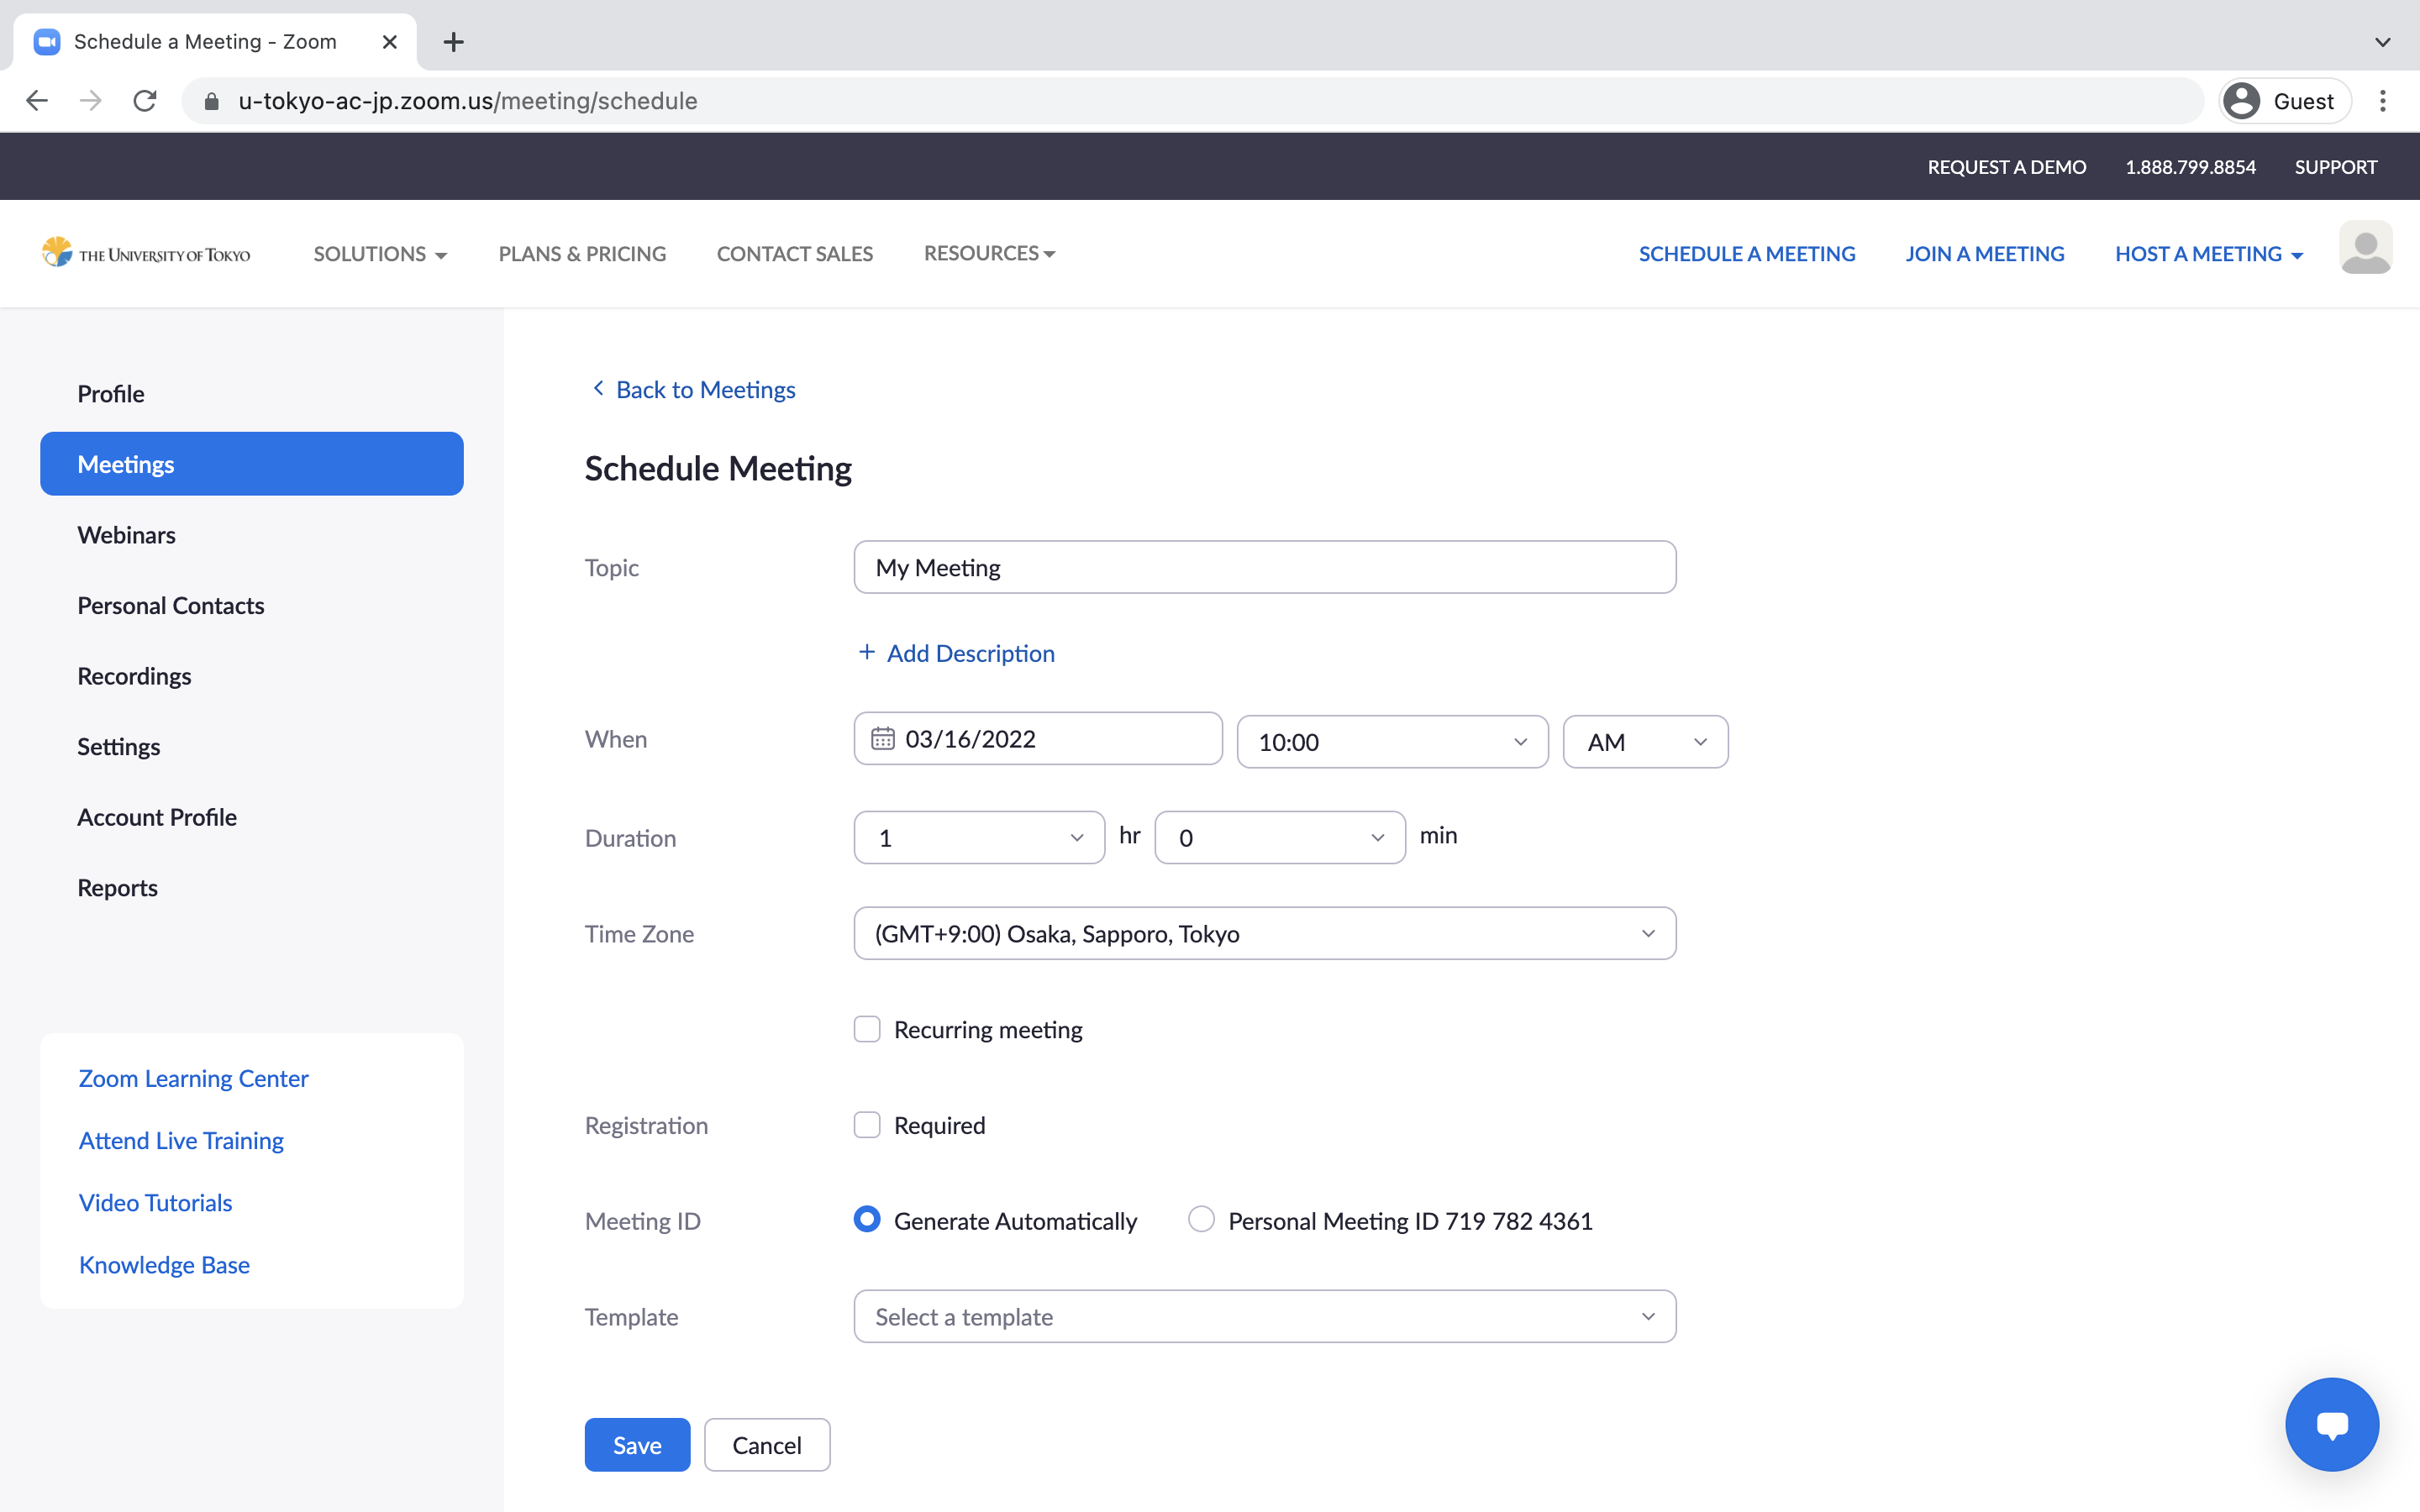 Schedule a Meeting - Zoom
u-tokyo-ac-jp.zoom.us/meeting/schedule
Guest
REQUEST A DEMO 1.888.799.8854 SUPPORT
THE UNIVERSITY OF TOKYO SOLUTIONS PLANS & PRICING CONTACT SALES RESOURCES SCHEDULE A MEETING JOIN A MEETING HOST A MEETING
Profile
Meetings
Webinars
Personal Contacts
Recordings
Settings
Account Profile
Reports
Zoom Learning Center
Attend Live Training
Video Tutorials
Knowledge Base
Back to Meetings
Schedule Meeting
Topic My Meeting
+ Add Description
When 03/16/2022 10:00 AM
Duration 1 hr 0 min
Time Zone (GMT+9:00) Osaka, Sapporo, Tokyo
Recurring meeting
Registration Required
Meeting ID Generate Automatically Personal Meeting ID 719 782 4361
Template Select a template
Save Cancel